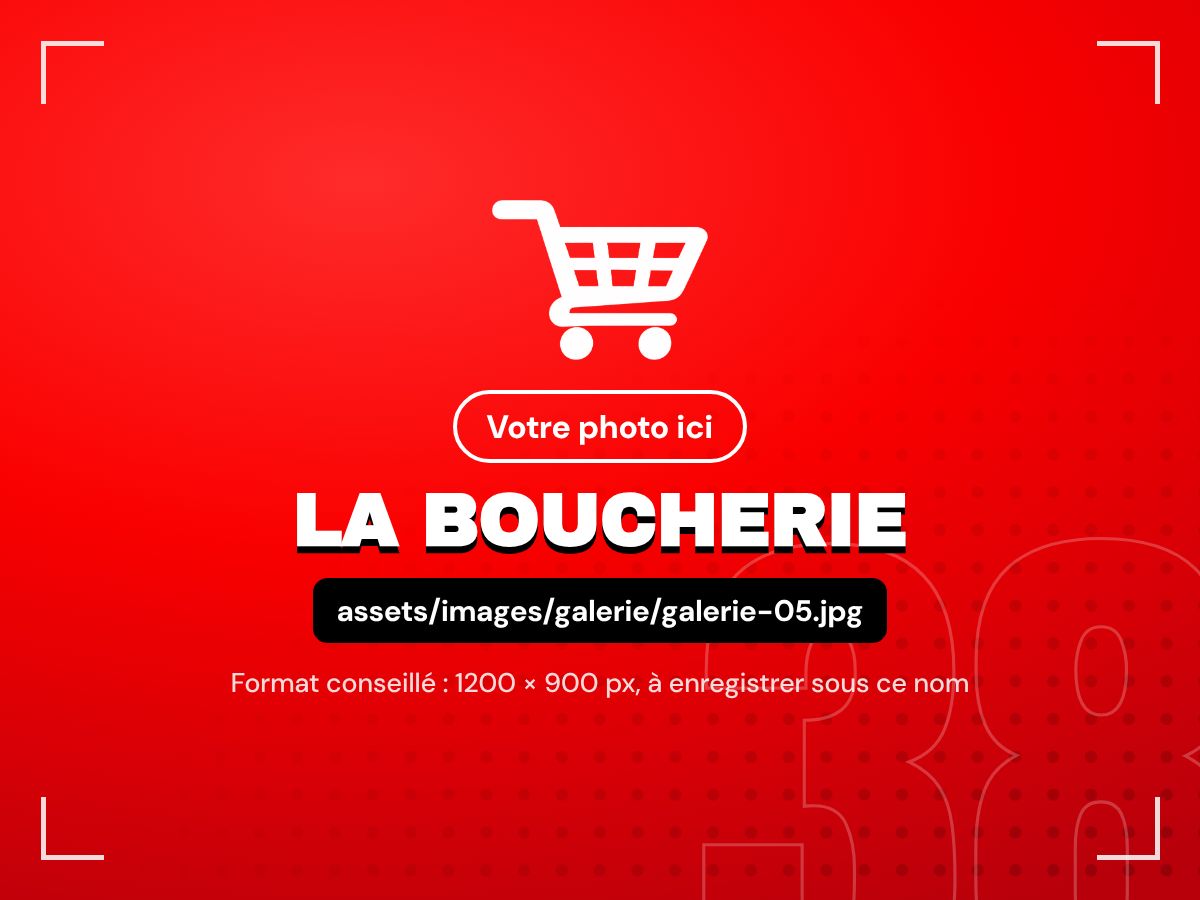 Votre photo ici
LA BOUCHERIE
assets/images/galerie/galerie-05.jpg
Format conseillé : 1200 × 900 px, à enregistrer sous ce nom
38